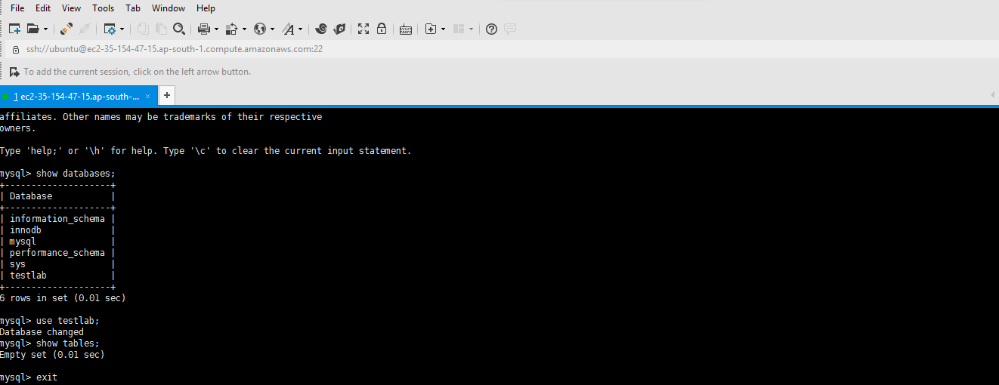 File Edit View Tools Tab Window Help
ssh://ubuntu@ec2-35-154-47-15.ap-south-1.compute.amazonaws.com:22
To add the current session, click on the left arrow button.
1 ec2-35-154-47-15.ap-south-... × +
affiliates. Other names may be trademarks of their respective
owners.
Type 'help;' or '\h' for help. Type '\c' to clear the current input statement.
mysql> show databases;
+--------------------+
| Database           |
+--------------------+
| information_schema |
| innodb             |
| mysql              |
| performance_schema |
| sys                |
| testlab            |
+--------------------+
6 rows in set (0.01 sec)
mysql> use testlab;
Database changed
mysql> show tables;
Empty set (0.01 sec)
mysql> exit